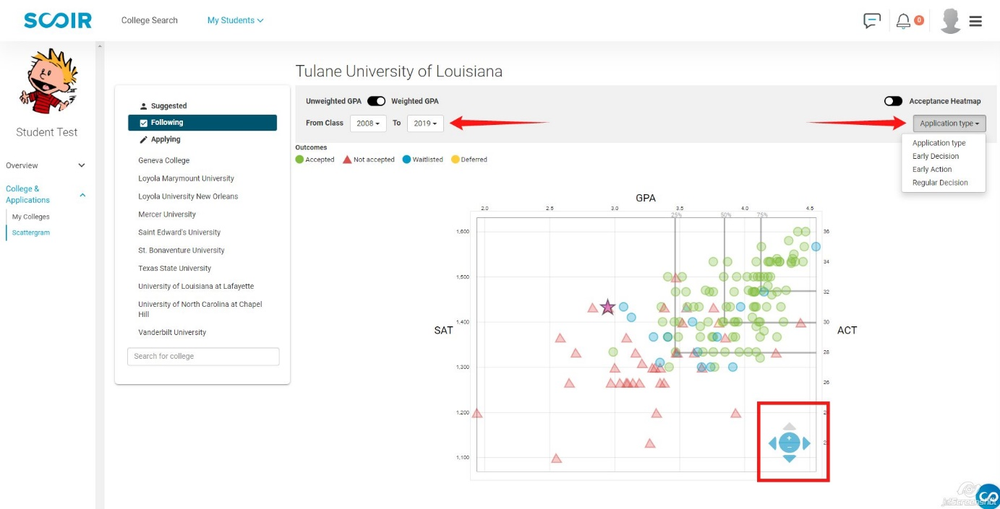 SCOIR
College Search
My Students
0
Student Test
Overview
College &
Applications
My Colleges
Scattergram
Suggested
Following
Applying
Geneva College
Loyola Marymount University
Loyola University New Orleans
Mercer University
Saint Edward's University
St. Bonaventure University
Texas State University
University of Louisiana at Lafayette
University of North Carolina at Chapel
Hill
Vanderbilt University
Search for college
Tulane University of Louisiana
Unweighted GPA Weighted GPA
Acceptance Heatmap
From Class 2008 To 2019
Application type
Application type
Early Decision
Early Action
Regular Decision
Outcomes
Accepted Not accepted Waitlisted Deferred
GPA
2.0 2.5 3.0 3.5 4.0 4.5
25% 50% 75%
1,600 36
34
1,500
32
1,400 30
SAT ACT
28
1,300
26
1,200
+
−
1,100